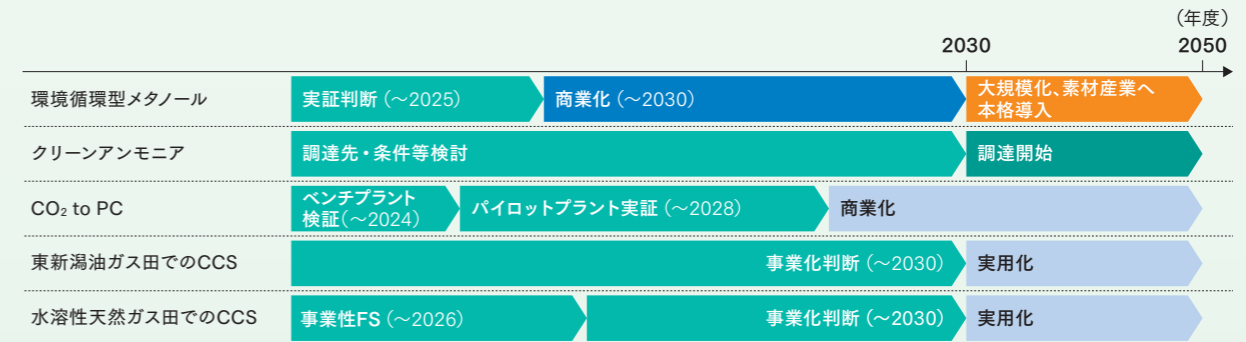 （年度）
2030
2050
環境循環型メタノール
実証判断（～2025）
商業化（～2030）
大規模化、素材産業へ
本格導入
クリーンアンモニア
調達先・条件等検討
調達開始
CO₂ to PC
ベンチプラント
検証（～2024）
パイロットプラント実証（～2028）
商業化
東新潟油ガス田でのCCS
事業化判断（～2030）
実用化
水溶性天然ガス田でのCCS
事業性FS（～2026）
事業化判断（～2030）
実用化